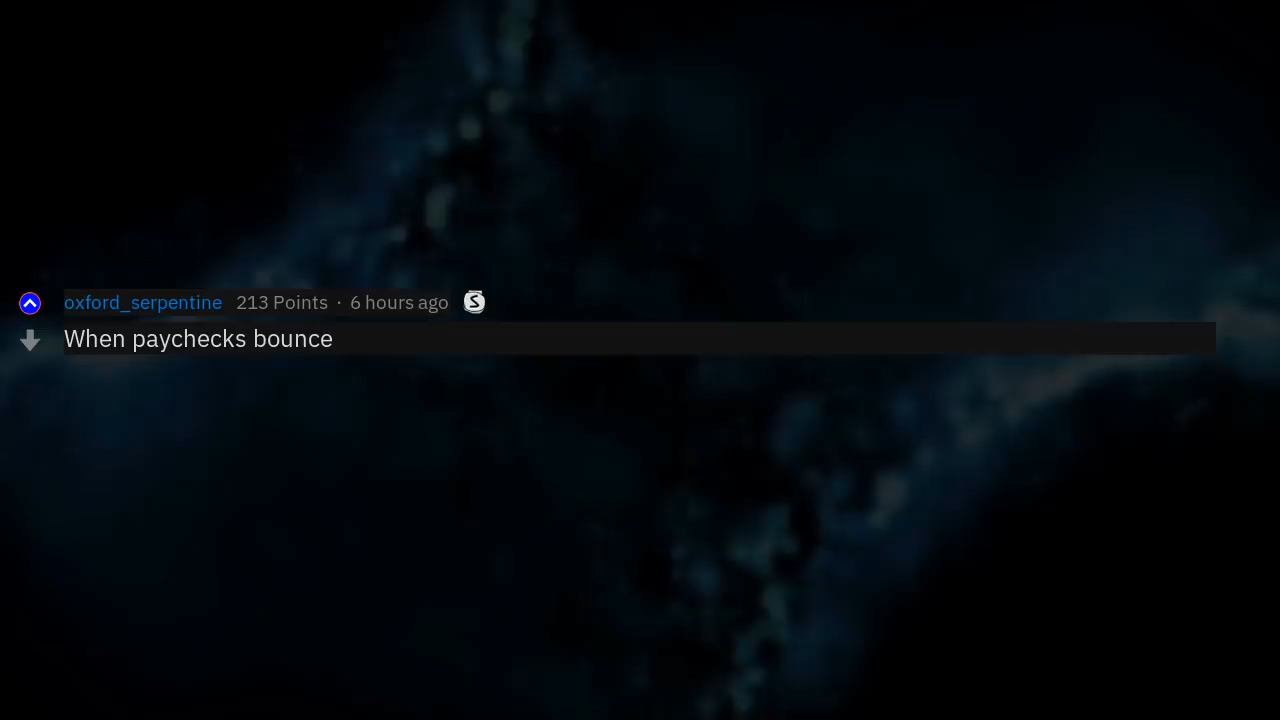 oxford_serpentine 213 Points · 6 hours ago
When paychecks bounce